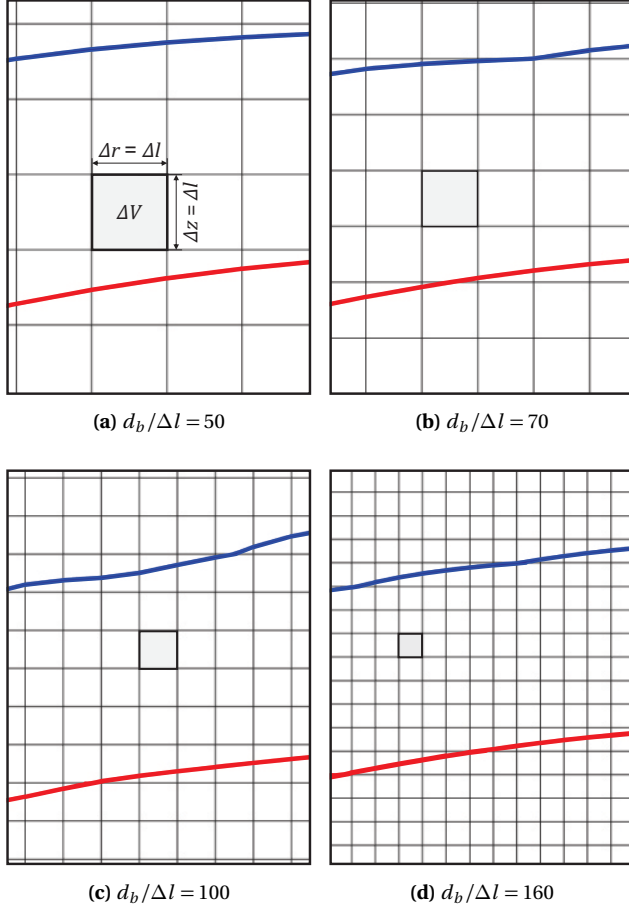 Δr = Δl
ΔV
Δz = Δl
(a) d_b/Δl = 50
(b) d_b/Δl = 70
(c) d_b/Δl = 100
(d) d_b/Δl = 160